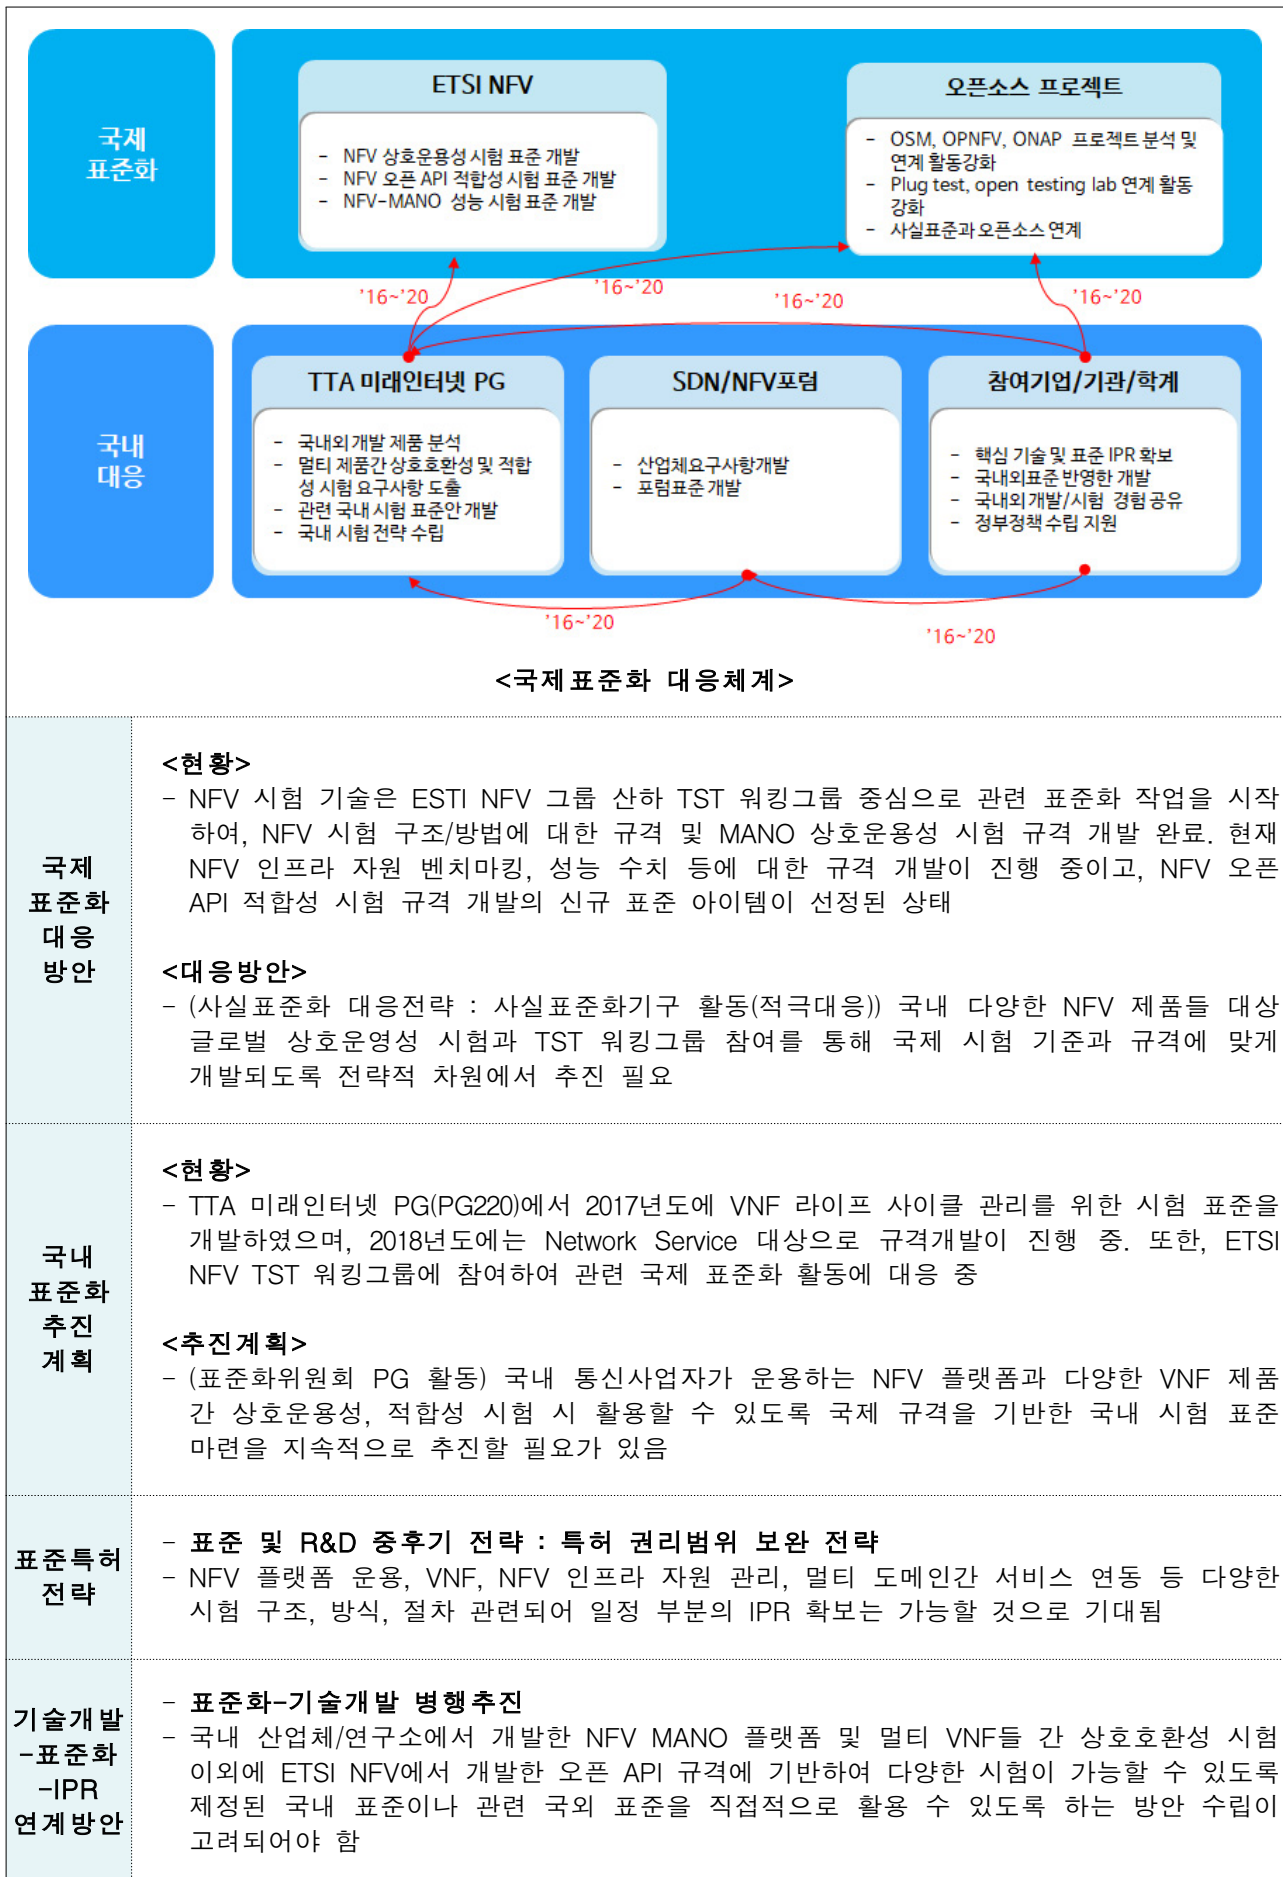 국제
표준화
ETSI NFV
- NFV 상호운용성 시험 표준 개발
- NFV 오픈 API 적합성 시험 표준 개발
- NFV-MANO 성능 시험 표준 개발
오픈소스 프로젝트
- OSM, OPNFV, ONAP 프로젝트 분석 및
연계 활동강화
- Plug test, open testing lab 연계 활동
강화
- 사실표준과 오픈소스 연계
’16~’20
’16~’20
’16~’20
’16~’20
국내
대응
TTA 미래인터넷 PG
- 국내외 개발 제품 분석
- 멀티 제품간 상호호환성 및 적합
성 시험 요구사항 도출
- 관련 국내 시험 표준안 개발
- 국내 시험 전략 수립
SDN/NFV포럼
- 산업체요구사항개발
- 포럼표준 개발
참여기업/기관/학계
- 핵심 기술 및 표준 IPR 확보
- 국내외표준 반영한 개발
- 국내외 개발/시험 경험 공유
- 정부정책 수립 지원
’16~’20
’16~’20
<국제표준화 대응체계>
국제
표준화
대응
방안
<현황>
- NFV 시험 기술은 ESTI NFV 그룹 산하 TST 워킹그룹 중심으로 관련 표준화 작업을 시작
하여, NFV 시험 구조/방법에 대한 규격 및 MANO 상호운용성 시험 규격 개발 완료. 현재
NFV 인프라 자원 벤치마킹, 성능 수치 등에 대한 규격 개발이 진행 중이고, NFV 오픈
API 적합성 시험 규격 개발의 신규 표준 아이템이 선정된 상태
<대응방안>
- (사실표준화 대응전략 : 사실표준화기구 활동(적극대응)) 국내 다양한 NFV 제품들 대상
글로벌 상호운영성 시험과 TST 워킹그룹 참여를 통해 국제 시험 기준과 규격에 맞게
개발되도록 전략적 차원에서 추진 필요
국내
표준화
추진
계획
<현황>
- TTA 미래인터넷 PG(PG220)에서 2017년도에 VNF 라이프 사이클 관리를 위한 시험 표준을
개발하였으며, 2018년도에는 Network Service 대상으로 규격개발이 진행 중. 또한, ETSI
NFV TST 워킹그룹에 참여하여 관련 국제 표준화 활동에 대응 중
<추진계획>
- (표준화위원회 PG 활동) 국내 통신사업자가 운용하는 NFV 플랫폼과 다양한 VNF 제품
간 상호운용성, 적합성 시험 시 활용할 수 있도록 국제 규격을 기반한 국내 시험 표준
마련을 지속적으로 추진할 필요가 있음
표준특허
전략
- 표준 및 R&D 중후기 전략 : 특허 권리범위 보완 전략
- NFV 플랫폼 운용, VNF, NFV 인프라 자원 관리, 멀티 도메인간 서비스 연동 등 다양한
시험 구조, 방식, 절차 관련되어 일정 부분의 IPR 확보는 가능할 것으로 기대됨
기술개발
-표준화
-IPR
연계방안
- 표준화-기술개발 병행추진
- 국내 산업체/연구소에서 개발한 NFV MANO 플랫폼 및 멀티 VNF들 간 상호호환성 시험
이외에 ETSI NFV에서 개발한 오픈 API 규격에 기반하여 다양한 시험이 가능할 수 있도록
제정된 국내 표준이나 관련 국외 표준을 직접적으로 활용 수 있도록 하는 방안 수립이
고려되어야 함